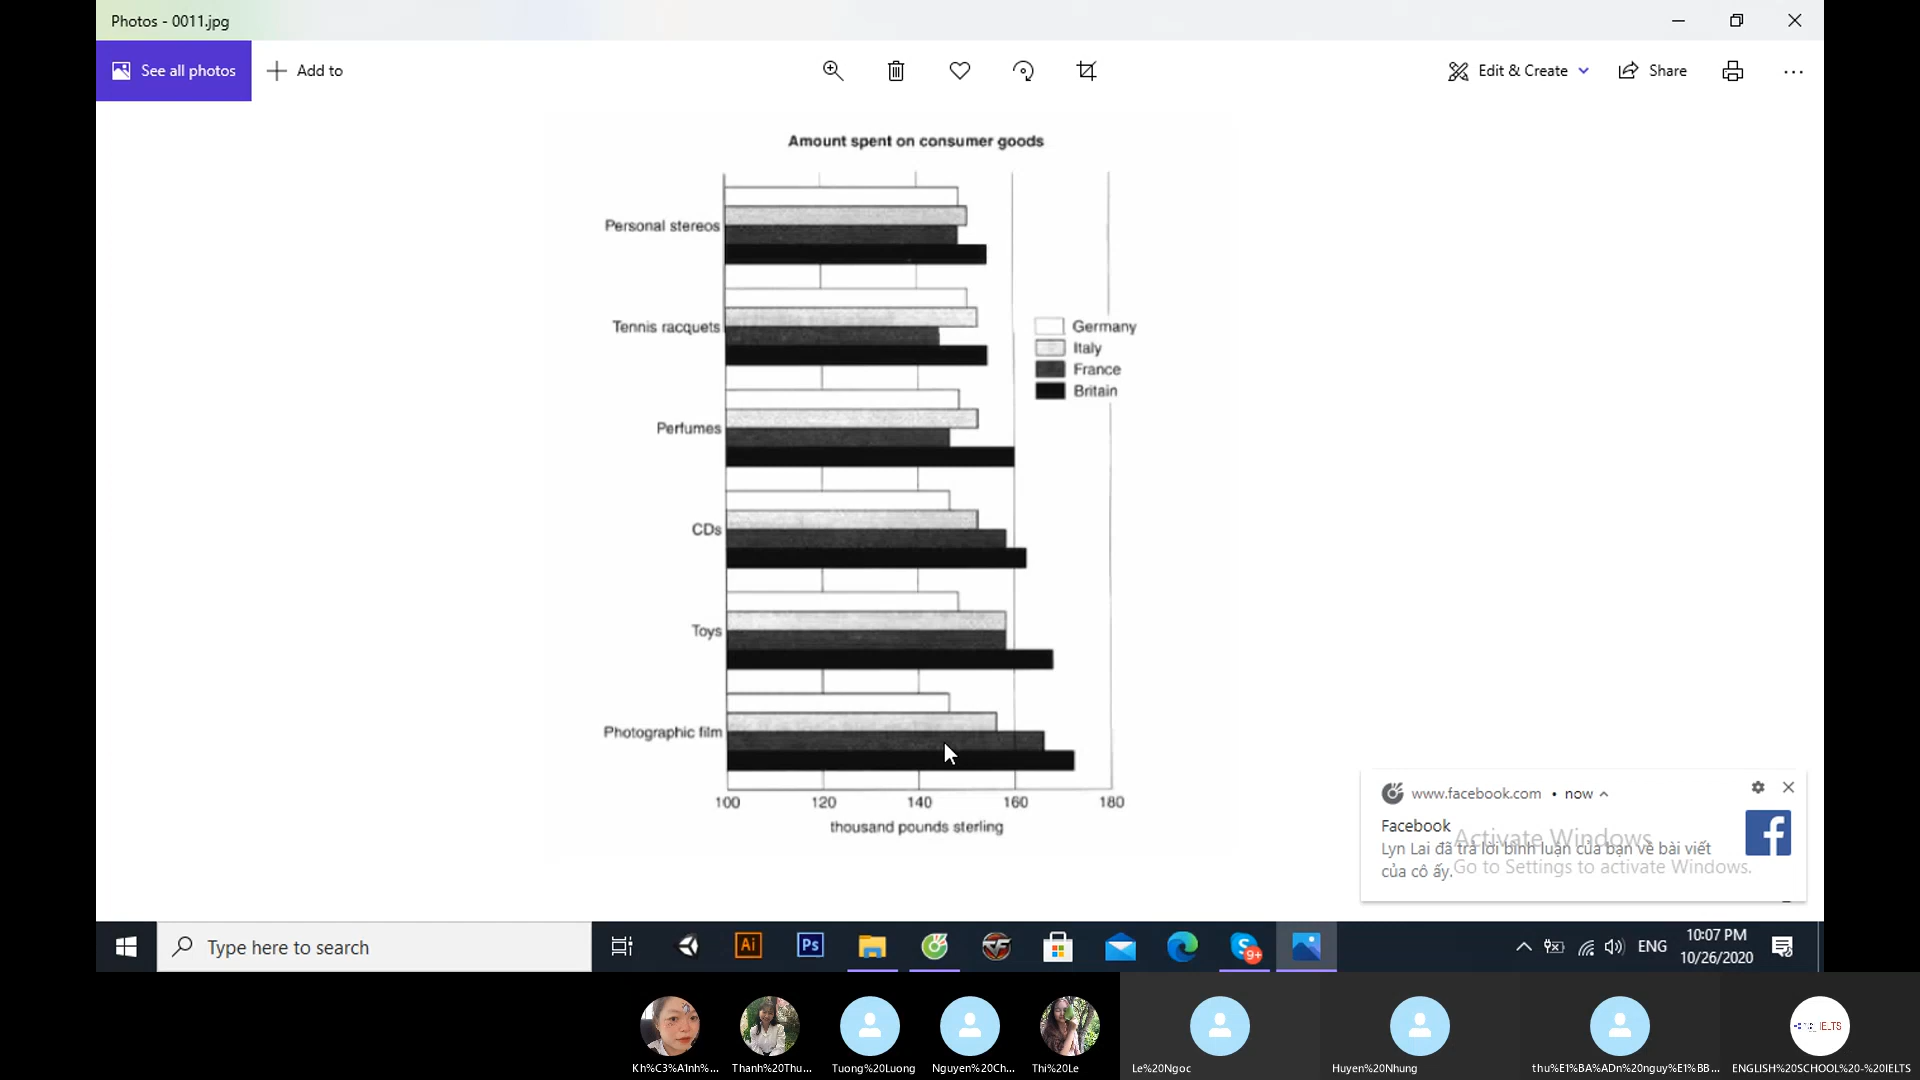 Photos - 0011.jpg
See all photos
Add to
Edit & Create
Share
Amount spent on consumer goods
Personal stereos
Tennis racquets
Perfumes
CDs
Toys
Photographic film
Germany
Italy
France
Britain
100 120 140 160 180
thousand pounds sterling
www.facebook.com • now
Facebook
Lyn Lai đã trả lời bình luận của bạn về bài viết
của cô ấy.
Activate Windows
Go to Settings to activate Windows.
Type here to search
Ai
Ps
9+
ENG
10:07 PM
10/26/2020
Kh%C3%A1nh%...
Thanh%20Thu...
Tuong%20Luong
Nguyen%20Ch...
Thi%20Le
Le%20Ngoc
Huyen%20Nhung
thu%E1%BA%ADn%20nguy%E1%BB...
ENGLISH%20SCHOOL%20-%20IELTS